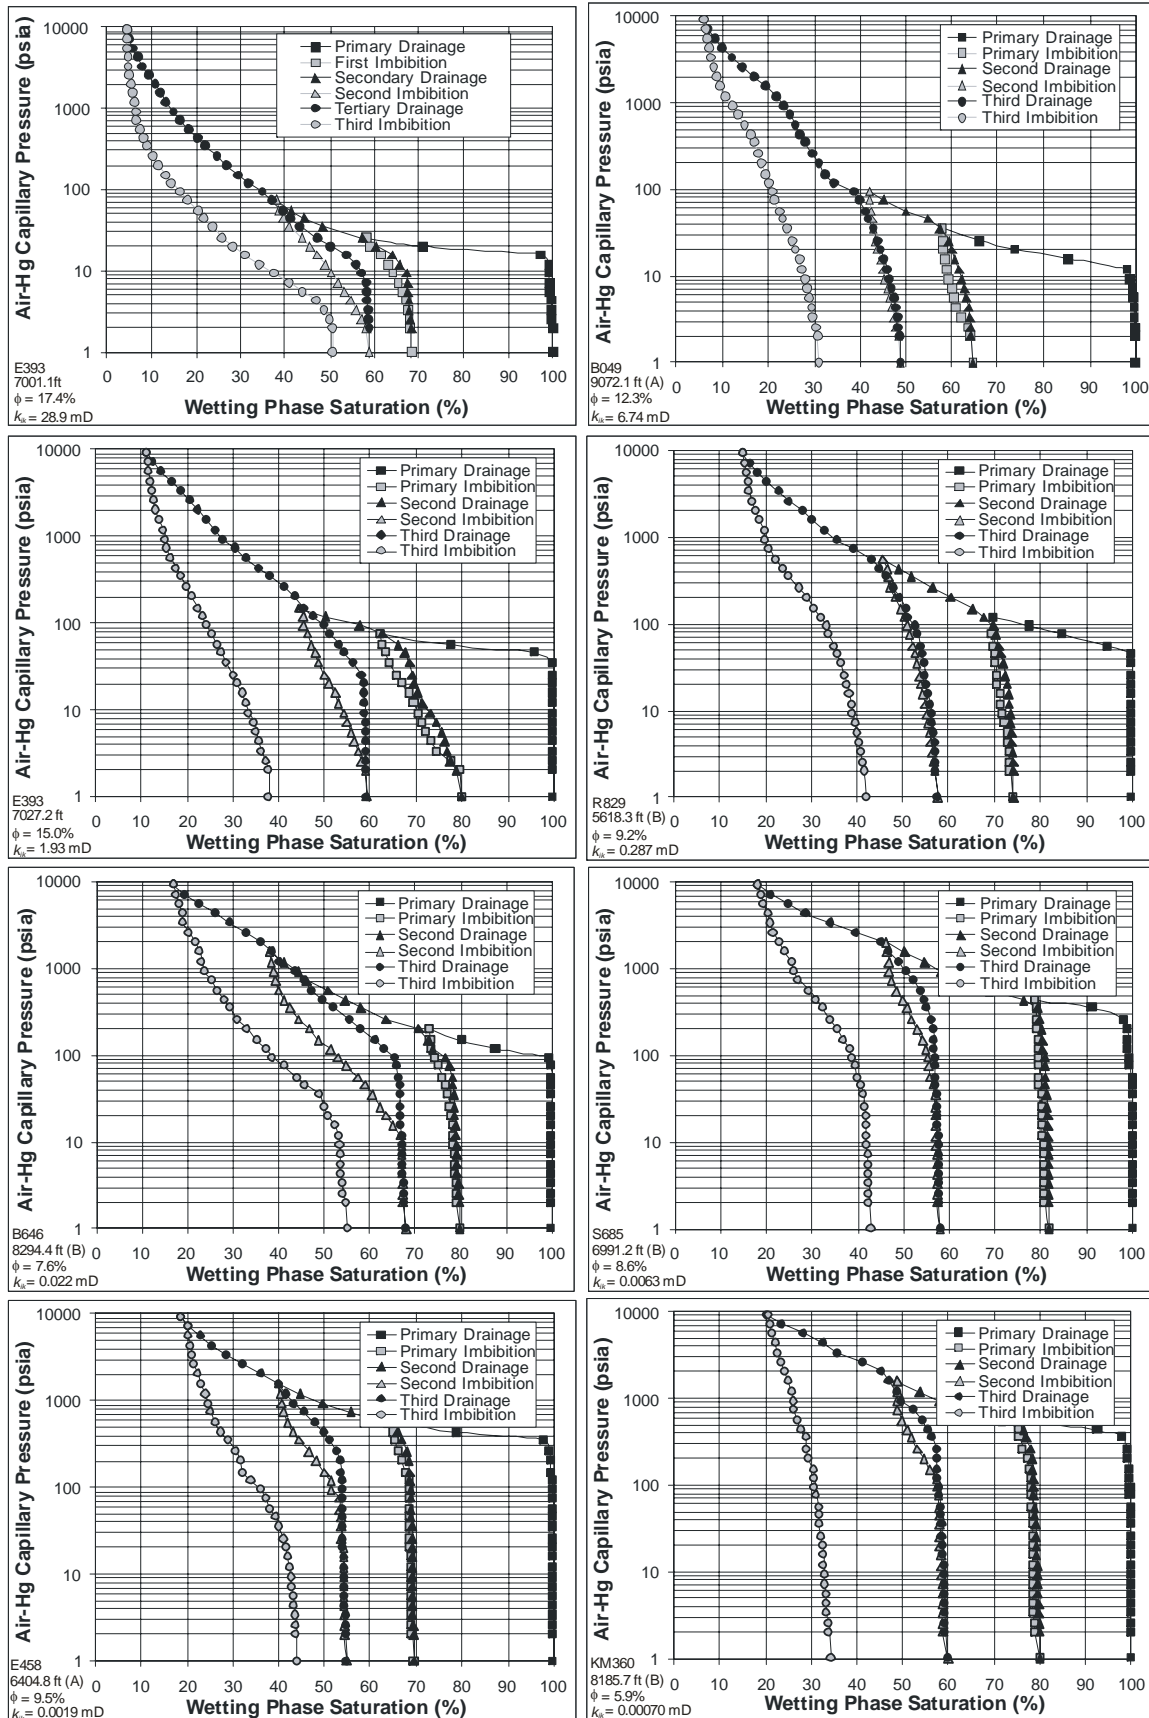 Air-Hg Capillary Pressure (psia)
10000
1000
100
10
1
Primary Drainage
First Imbibition
Secondary Drainage
Second Imbibition
Tertiary Drainage
Third Imbibition
0 10 20 30 40 50 60 70 80 90 100
Wetting Phase Saturation (%)
E393
7001.1ft
ϕ = 17.4%
kik = 28.9 mD
Air-Hg Capillary Pressure (psia)
10000
1000
100
10
1
Primary Drainage
Primary Imbibition
Second Drainage
Second Imbibition
Third Drainage
Third Imbibition
0 10 20 30 40 50 60 70 80 90 100
Wetting Phase Saturation (%)
B049
9072.1 ft (A)
ϕ = 12.3%
kik = 6.74 mD
Air-Hg Capillary Pressure (psia)
10000
1000
100
10
1
Primary Drainage
Primary Imbibition
Second Drainage
Second Imbibition
Third Drainage
Third Imbibition
0 10 20 30 40 50 60 70 80 90 100
Wetting Phase Saturation (%)
E393
7027.2 ft
ϕ = 15.0%
kik = 1.93 mD
Air-Hg Capillary Pressure (psia)
10000
1000
100
10
1
Primary Drainage
Primary Imbibition
Second Drainage
Second Imbibition
Third Drainage
Third Imbibition
0 10 20 30 40 50 60 70 80 90 100
Wetting Phase Saturation (%)
R829
5618.3 ft (B)
ϕ = 9.2%
kik = 0.287 mD
Air-Hg Capillary Pressure (psia)
10000
1000
100
10
1
Primary Drainage
Primary Imbibition
Second Drainage
Second Imbibition
Third Drainage
Third Imbibition
0 10 20 30 40 50 60 70 80 90 100
Wetting Phase Saturation (%)
B646
8294.4 ft (B)
ϕ = 7.6%
kik = 0.022 mD
Air-Hg Capillary Pressure (psia)
10000
1000
100
10
1
Primary Drainage
Primary Imbibition
Second Drainage
Second Imbibition
Third Drainage
Third Imbibition
0 10 20 30 40 50 60 70 80 90 100
Wetting Phase Saturation (%)
S685
6991.2 ft (B)
ϕ = 8.6%
kik = 0.0063 mD
Air-Hg Capillary Pressure (psia)
10000
1000
100
10
1
Primary Drainage
Primary Imbibition
Second Drainage
Second Imbibition
Third Drainage
Third Imbibition
0 10 20 30 40 50 60 70 80 90 100
Wetting Phase Saturation (%)
E458
6404.8 ft (A)
ϕ = 9.5%
kik = 0.0019 mD
Air-Hg Capillary Pressure (psia)
10000
1000
100
10
1
Primary Drainage
Primary Imbibition
Second Drainage
Second Imbibition
Third Drainage
Third Imbibition
0 10 20 30 40 50 60 70 80 90 100
Wetting Phase Saturation (%)
KM360
8185.7 ft (B)
ϕ = 5.9%
kik = 0.00070 mD